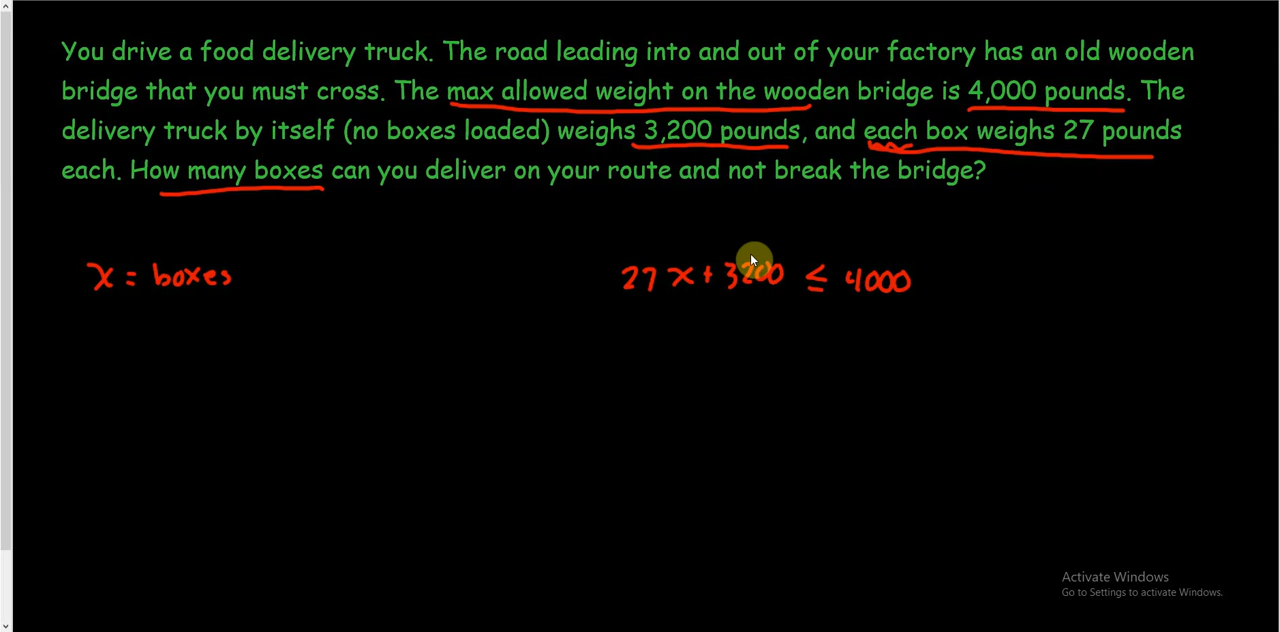 You drive a food delivery truck. The road leading into and out of your factory has an old wooden
bridge that you must cross. The max allowed weight on the wooden bridge is 4,000 pounds. The
delivery truck by itself (no boxes loaded) weighs 3,200 pounds, and each box weighs 27 pounds
each. How many boxes can you deliver on your route and not break the bridge?
x = boxes
27x + 3200 ≤ 4000
Activate Windows
Go to Settings to activate Windows.